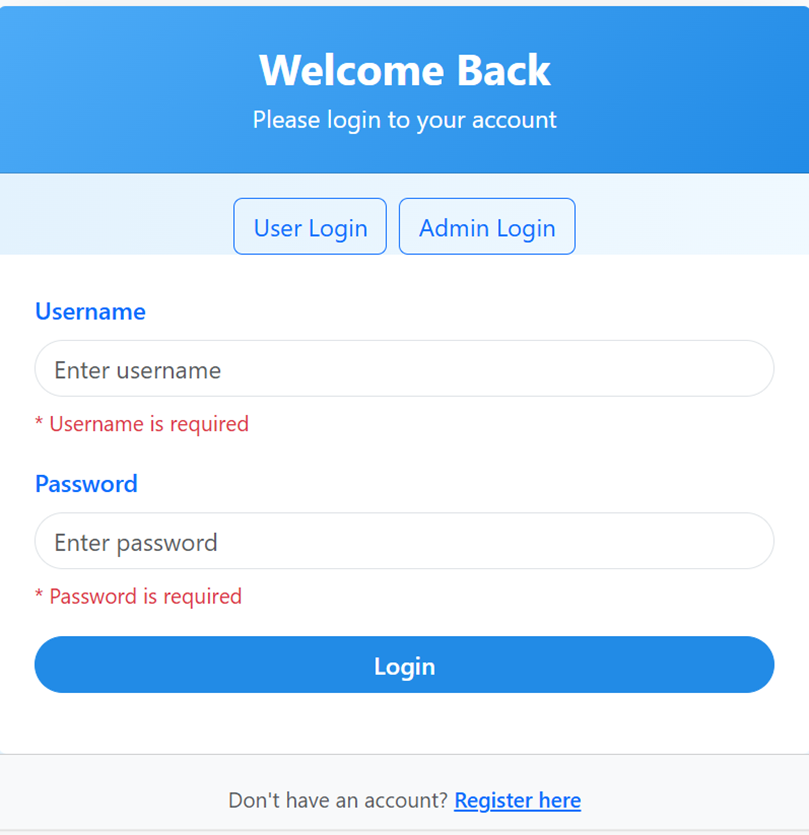 Welcome Back
Please login to your account
User Login Admin Login
Username
Enter username
* Username is required
Password
Enter password
* Password is required
Login
Don't have an account? Register here